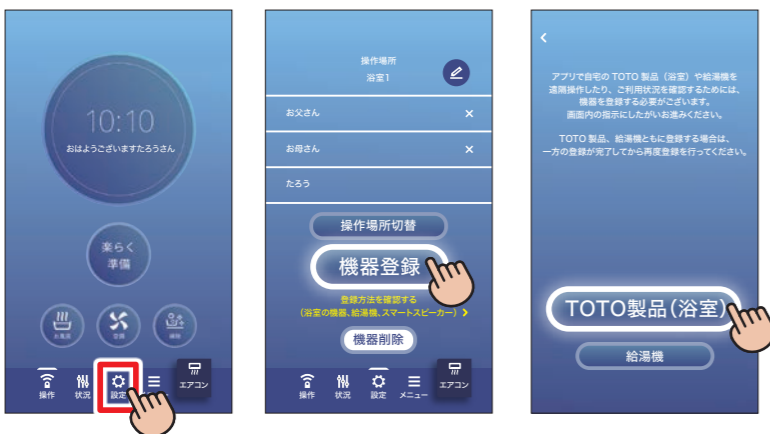 10:10
おはようございますたろうさん
楽らく
準備
お風呂
空調
操作
状況
設定
エアコン
操作場所
浴室1
お父さん
お母さん
たろう
操作場所切替
機器登録
登録方法を確認する
(浴室の機器、給湯機、スマートスピーカー)
機器削除
操作
状況
設定
メニュー
エアコン
アプリで自宅の TOTO 製品（浴室）や給湯機を
遠隔操作したり、ご利用状況を確認するためには、
機器を登録する必要がございます。
画面内の指示にしたがいお進みください。
TOTO 製品、給湯機ともに登録する場合は、
一方の登録が完了してから再度登録を行ってください。
TOTO製品(浴室)
給湯機